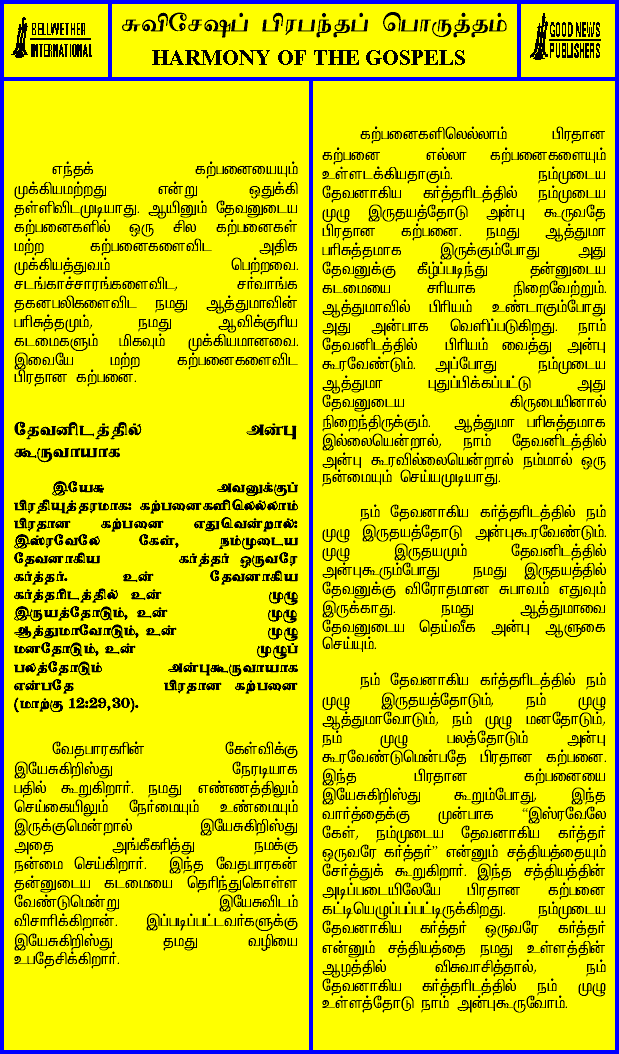 BELLWETHER
INTERNATIONAL
சுவிசேஷப் பிரபந்தப் பொருத்தம்
HARMONY OF THE GOSPELS
GOOD NEWS
PUBLISHERS
எந்தக் கற்பனையையும்
முக்கியமற்றது என்று ஒதுக்கி
தள்ளிவிடமுடியாது. ஆயினும் தேவனுடைய
கற்பனைகளில் ஒரு சில கற்பனைகள்
மற்ற கற்பனைகளைவிட அதிக
முக்கியத்துவம் பெற்றவை.
சடங்காச்சாரங்களைவிட, சர்வாங்க
தகனபலிகளைவிட நமது ஆத்துமாவின்
பரிசுத்தமும், நமது ஆவிக்குரிய
கடமைகளும் மிகவும் முக்கியமானவை.
இவையே மற்ற கற்பனைகளைவிட
பிரதான கற்பனை.
தேவனிடத்தில் அன்பு
கூருவாயாக
இயேசு அவனுக்குப்
பிரதியுத்தரமாக: கற்பனைகளிலெல்லாம்
பிரதான கற்பனை எதுவென்றால்:
இஸ்ரவேலே கேள், நம்முடைய
தேவனாகிய கர்த்தர் ஒருவரே
கர்த்தர். உன் தேவனாகிய
கர்த்தரிடத்தில் உன் முழு
இருயத்தோடும், உன் முழு
ஆத்துமாவோடும், உன் முழு
மனதோடும், உன் முழுப்
பலத்தோடும் அன்புகூருவாயாக
என்பதே பிரதான கற்பனை
(மாற்கு 12:29,30).
வேதபாரகரின் கேள்விக்கு
இயேசுகிறிஸ்து நேரடியாக
பதில் கூறுகிறார். நமது எண்ணத்திலும்
செய்கையிலும் நேர்மையும் உண்மையும்
இருக்குமென்றால் இயேசுகிறிஸ்து
அதை அங்கீகரித்து நமக்கு
நன்மை செய்கிறார். இந்த வேதபாரகன்
தன்னுடைய கடமையை தெரிந்துகொள்ள
வேண்டுமென்று இயேசுவிடம்
விசாரிக்கிறான். இப்படிப்பட்டவர்களுக்கு
இயேசுகிறிஸ்து தமது வழியை
உபதேசிக்கிறார்.
கற்பனைகளிலெல்லாம் பிரதான
கற்பனை எல்லா கற்பனைகளையும்
உள்ளடக்கியதாகும். நம்முடைய
தேவனாகிய கர்த்தரிடத்தில் நம்முடைய
முழு இருதயத்தோடு அன்பு கூருவதே
பிரதான கற்பனை. நமது ஆத்துமா
பரிசுத்தமாக இருக்கும்போது அது
தேவனுக்கு கீழ்ப்படிந்து தன்னுடைய
கடமையை சரியாக நிறைவேற்றும்.
ஆத்துமாவில் பிரியம் உண்டாகும்போது
அது அன்பாக வெளிப்படுகிறது. நாம்
தேவனிடத்தில் பிரியம் வைத்து அன்பு
கூரவேண்டும். அப்போது நம்முடைய
ஆத்துமா புதுப்பிக்கப்பட்டு அது
தேவனுடைய கிருபையினால்
நிறைந்திருக்கும். ஆத்துமா பரிசுத்தமாக
இல்லையென்றால், நாம் தேவனிடத்தில்
அன்பு கூரவில்லையென்றால் நம்மால் ஒரு
நன்மையும் செய்யமுடியாது.
நம் தேவனாகிய கர்த்தரிடத்தில் நம்
முழு இருதயத்தோடு அன்புகூரவேண்டும்.
முழு இருதயமும் தேவனிடத்தில்
அன்புகூரும்போது நமது இருதயத்தில்
தேவனுக்கு விரோதமான சுபாவம் எதுவும்
இருக்காது. நமது ஆத்துமாவை
தேவனுடைய தெய்வீக அன்பு ஆளுகை
செய்யும்.
நம் தேவனாகிய கர்த்தரிடத்தில் நம்
முழு இருதயத்தோடும், நம் முழு
ஆத்துமாவோடும், நம் முழு மனதோடும்,
நம் முழு பலத்தோடும் அன்பு
கூரவேண்டுமென்பதே பிரதான கற்பனை.
இந்த பிரதான கற்பனையை
இயேசுகிறிஸ்து கூறும்போது, இந்த
வார்த்தைக்கு முன்பாக “இஸ்ரவேலே
கேள், நம்முடைய தேவனாகிய கர்த்தர்
ஒருவரே கர்த்தர்” என்னும் சத்தியத்தையும்
சேர்த்துக் கூறுகிறார். இந்த சத்தியத்தின்
அடிப்படையிலேயே பிரதான கற்பனை
கட்டியெழுப்பப்பட்டிருக்கிறது. நம்முடைய
தேவனாகிய கர்த்தர் ஒருவரே கர்த்தர்
என்னும் சத்தியத்தை நமது உள்ளத்தின்
ஆழத்தில் விசுவாசித்தால், நம்
தேவனாகிய கர்த்தரிடத்தில் நம் முழு
உள்ளத்தோடு நாம் அன்புகூருவோம்.